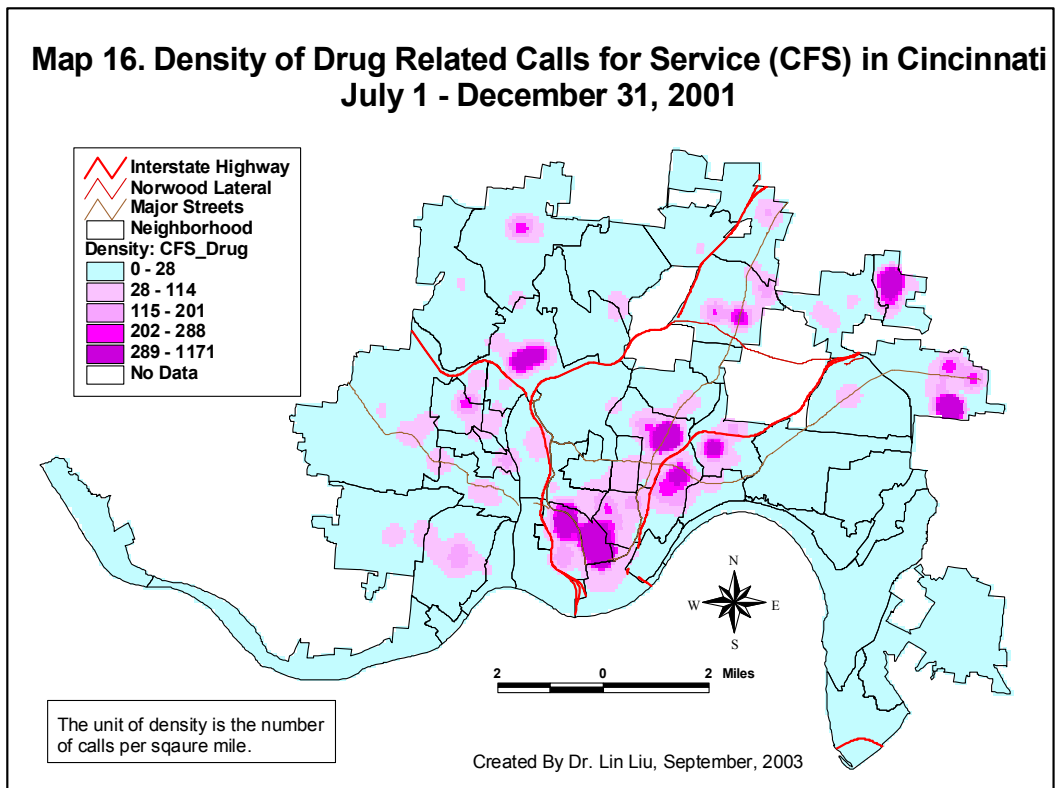 Map 16. Density of Drug Related Calls for Service (CFS) in Cincinnati
July 1 - December 31, 2001
Interstate Highway
Norwood Lateral
Major Streets
Neighborhood
Density: CFS_Drug
0 - 28
28 - 114
115 - 201
202 - 288
289 - 1171
No Data
N
W E
S
2 0 2 Miles
The unit of density is the number
of calls per sqaure mile.
Created By Dr. Lin Liu, September, 2003